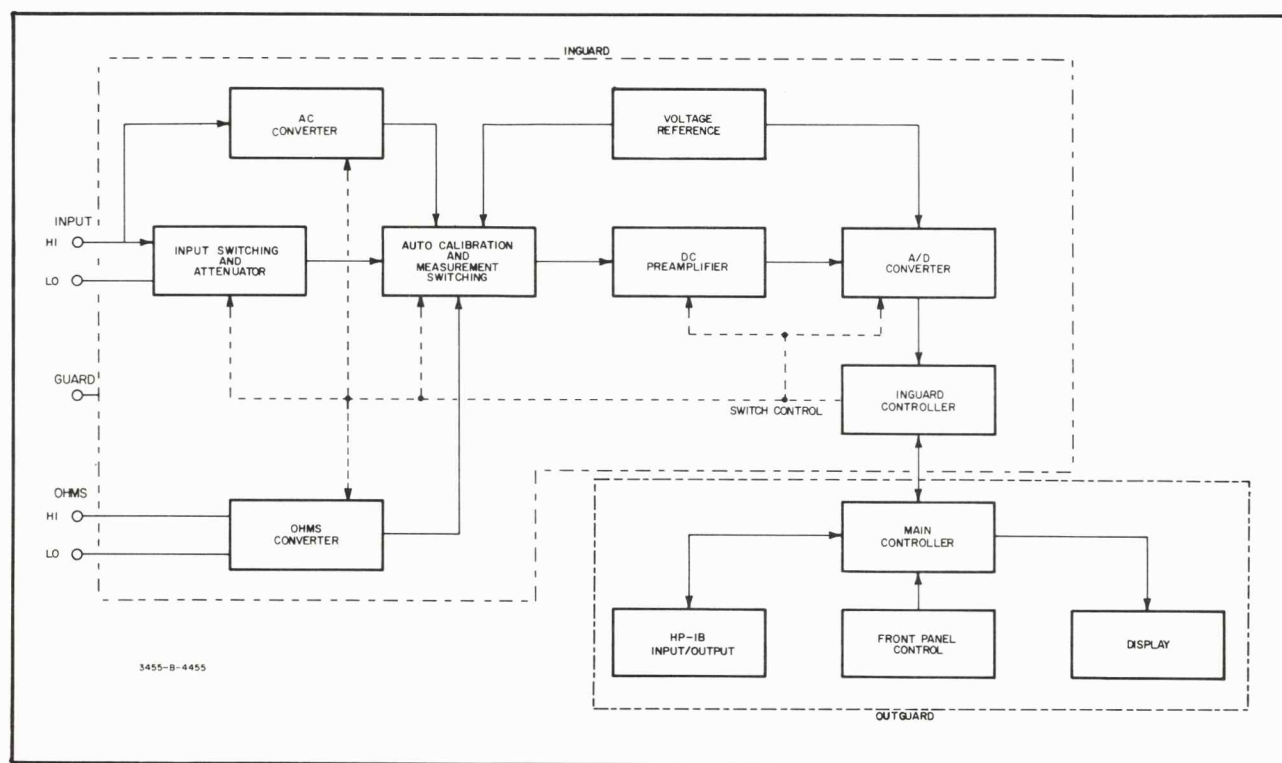 INGUARD
AC
CONVERTER
VOLTAGE
REFERENCE
INPUT
HI
LO
INPUT SWITCHING
AND
ATTENUATOR
AUTO CALIBRATION
AND
MEASUREMENT
SWITCHING
DC
PREAMPLIFIER
A/D
CONVERTER
GUARD
SWITCH CONTROL
INGUARD
CONTROLLER
OHMS
HI
LO
OHMS
CONVERTER
MAIN
CONTROLLER
HP-IB
INPUT/OUTPUT
FRONT PANEL
CONTROL
DISPLAY
3455-B-4455
OUTGUARD